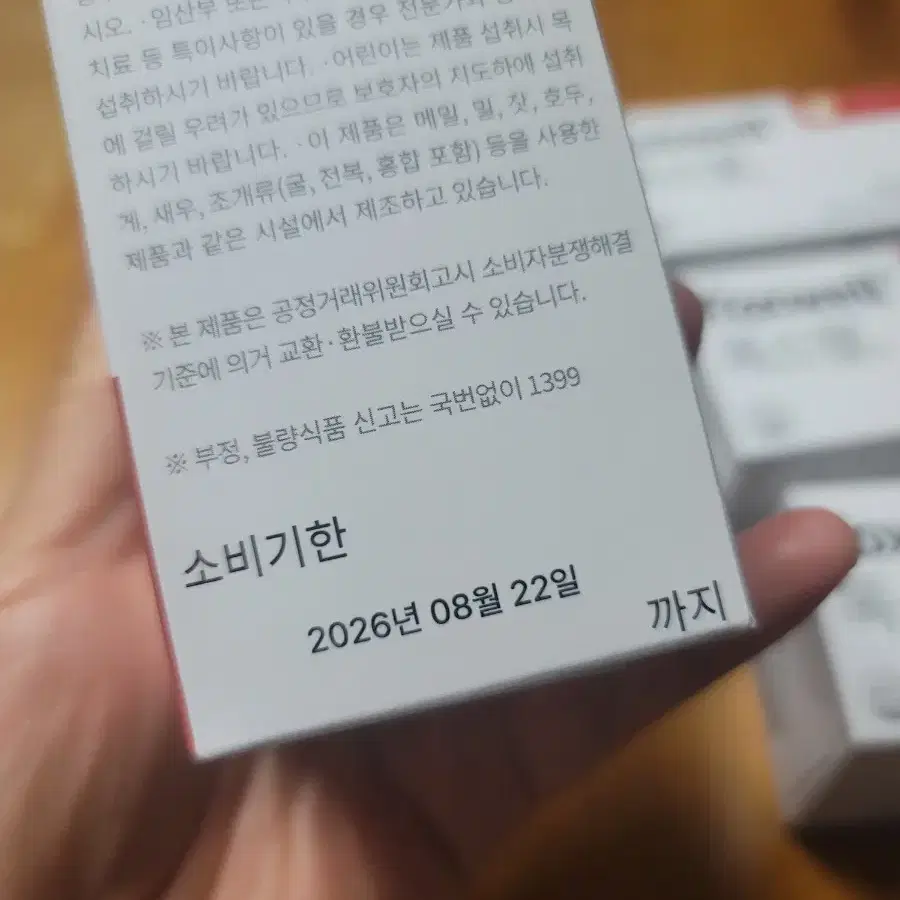 시오. ·임산부 또는
치료 등 특이사항이 있을 경우 전문가와
섭취하시기 바랍니다. ·어린이는 제품 섭취시 목
에 걸릴 우려가 있으므로 보호자의 지도하에 섭취
하시기 바랍니다. ·이 제품은 메밀, 밀, 잣, 호두,
게, 새우, 조개류(굴, 전복, 홍합 포함) 등을 사용한
제품과 같은 시설에서 제조하고 있습니다.
※ 본 제품은 공정거래위원회고시 소비자분쟁해결
기준에 의거 교환·환불받으실 수 있습니다.
※ 부정, 불량식품 신고는 국번없이 1399
소비기한
2026년 08월 22일
까지